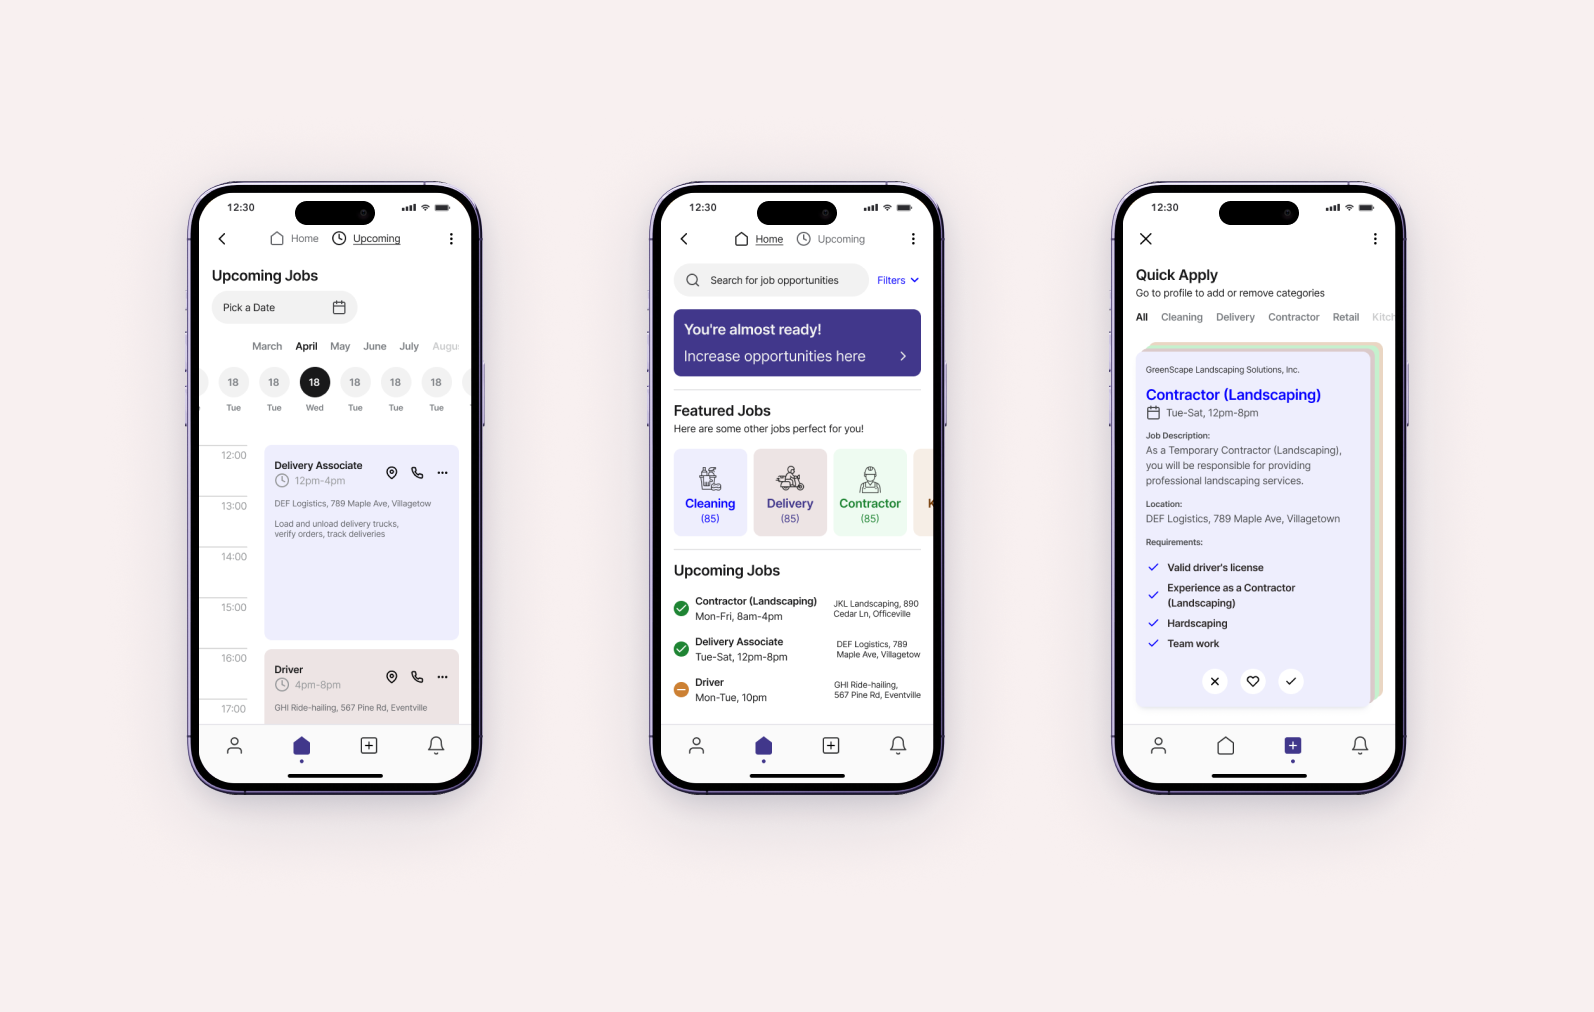 12:30
Home Upcoming
Upcoming Jobs
Pick a Date
March April May June July Augu
18 18 18 18 18 18
Tue Tue Wed Tue Tue Tue
12:00
Delivery Associate
12pm-4pm
13:00
DEF Logistics, 789 Maple Ave, Villagetow
Load and unload delivery trucks,
verify orders, track deliveries
14:00
15:00
16:00
Driver
4pm-8pm
17:00
GHI Ride-hailing, 567 Pine Rd, Eventville
12:30
Home Upcoming
Search for job opportunities
Filters
You're almost ready!
Increase opportunities here
Featured Jobs
Here are some other jobs perfect for you!
Cleaning
(85)
Delivery
(85)
Contractor
(85)
K
Upcoming Jobs
Contractor (Landscaping)
Mon-Fri, 8am-4pm
JKL Landscaping, 890
Cedar Ln, Officeville
Delivery Associate
Tue-Sat, 12pm-8pm
DEF Logistics, 789
Maple Ave, Villagetow
Driver
Mon-Tue, 10pm
GHI Ride-hailing,
567 Pine Rd, Eventville
12:30
Quick Apply
Go to profile to add or remove categories
All Cleaning Delivery Contractor Retail Kitch
GreenScape Landscaping Solutions, Inc.
Contractor (Landscaping)
Tue-Sat, 12pm-8pm
Job Description:
As a Temporary Contractor (Landscaping),
you will be responsible for providing
professional landscaping services.
Location:
DEF Logistics, 789 Maple Ave, Villagetown
Requirements:
Valid driver's license
Experience as a Contractor
(Landscaping)
Hardscaping
Team work